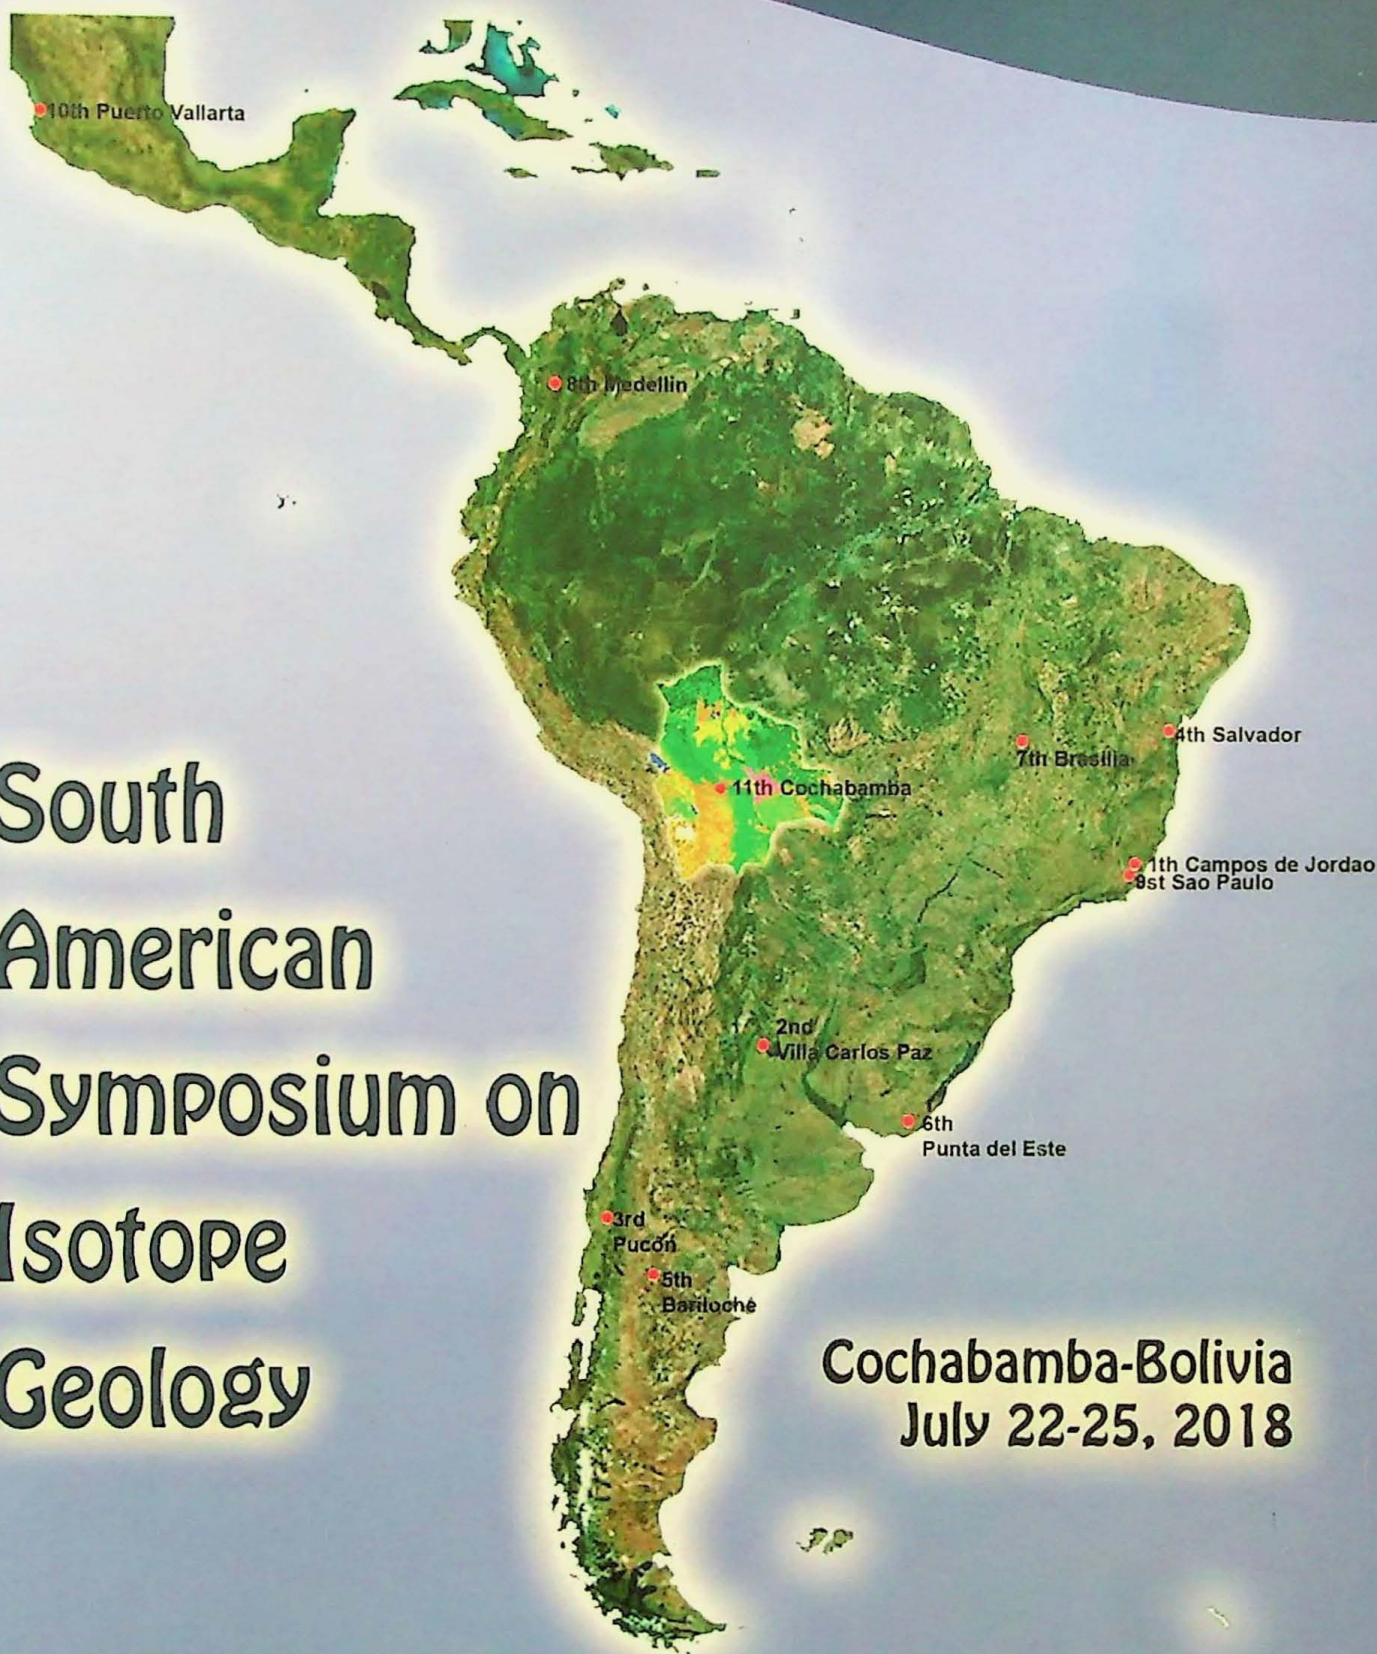 10th Puerto Vallarta
8th Medellin
4th Salvador
7th Brasilia
11th Cochabamba
1th Campos de Jordao
9st Sao Paulo
2nd
Villa Carlos Paz
6th
Punta del Este
3rd
Pucón
5th
Bariloche
South
American
Symposium on
Isotope
Geology
Cochabamba-Bolivia
July 22-25, 2018